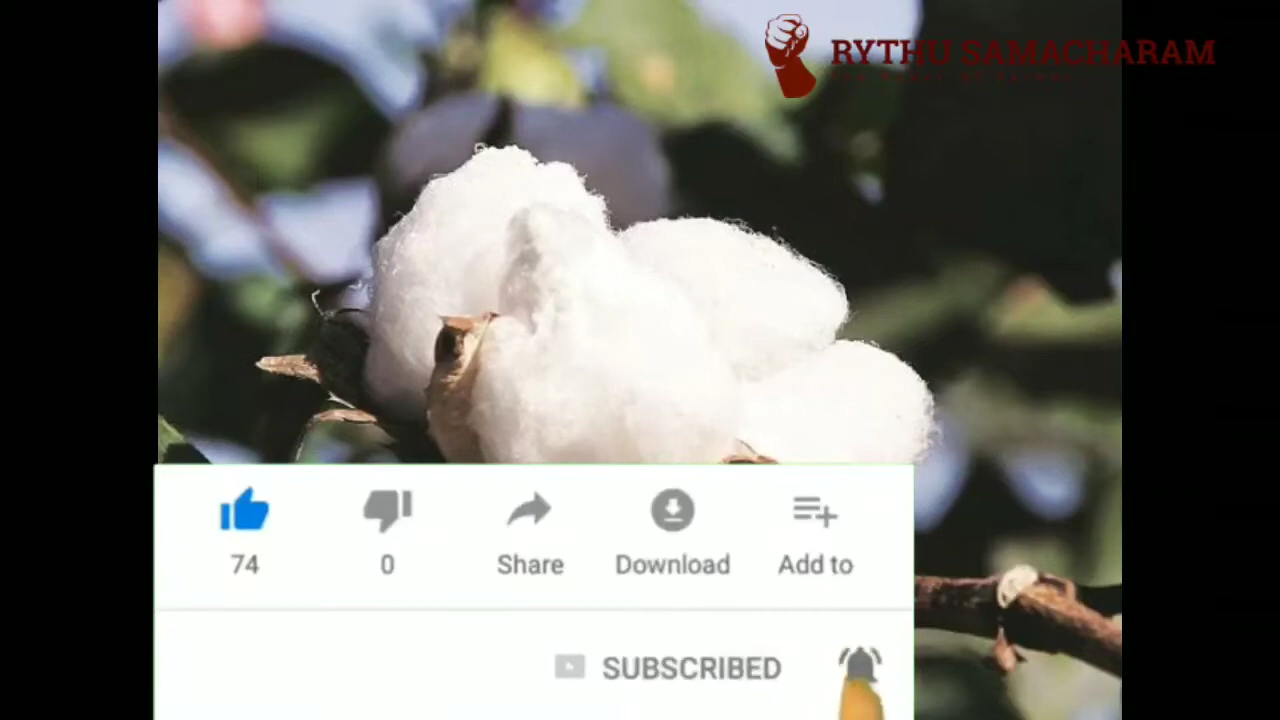 RYTHU SAMACHARAM
74
0
Share
Download
Add to
SUBSCRIBED